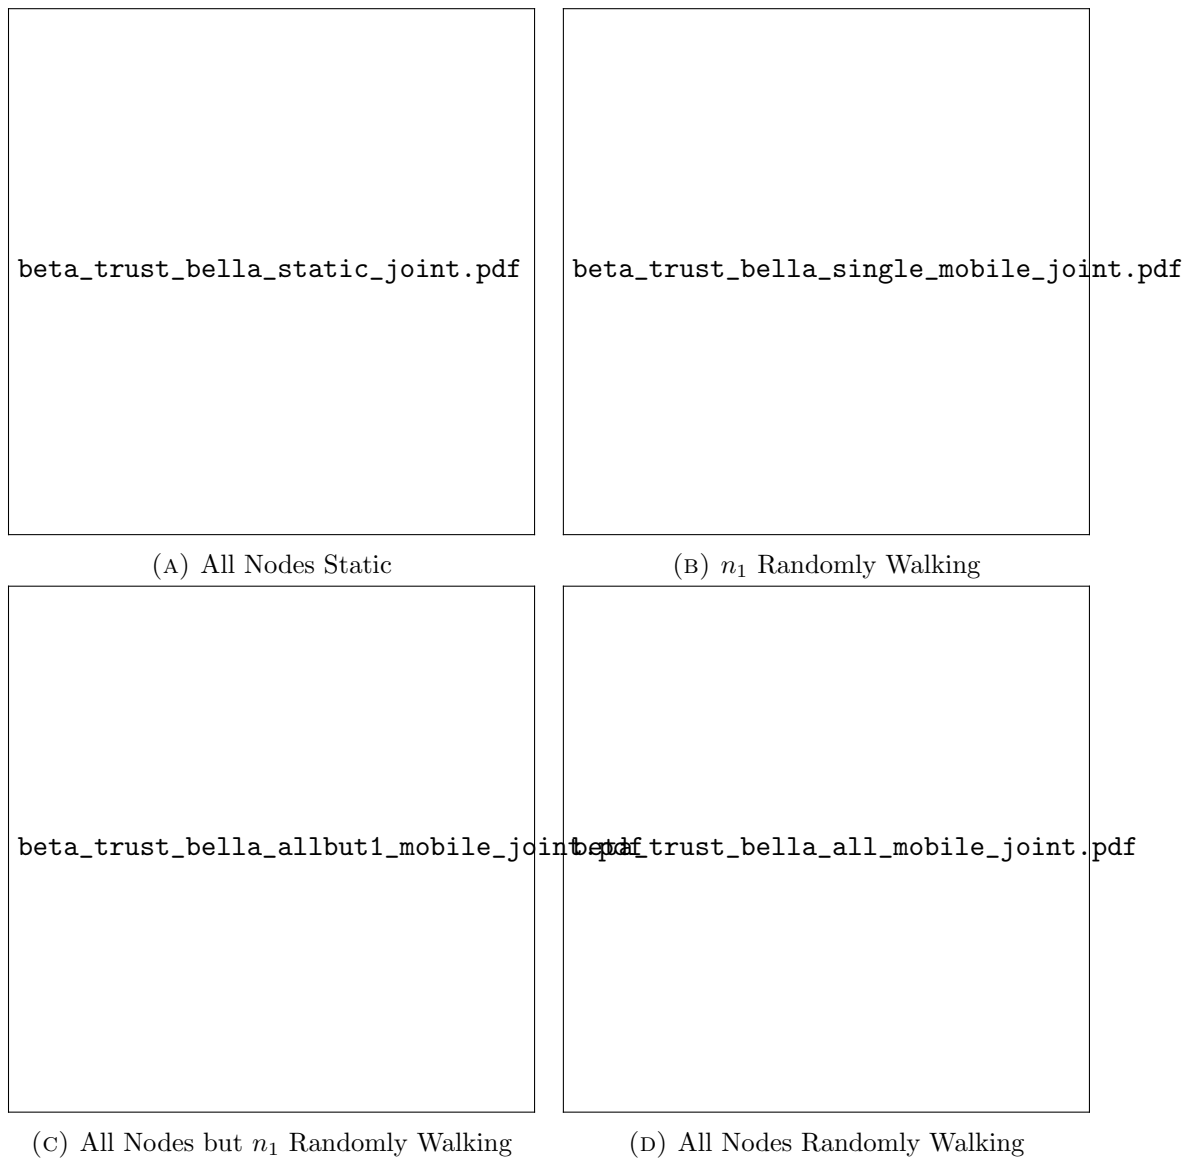 beta_trust_bella_static_joint.pdf
beta_trust_bella_single_mobile_joint.pdf
(A) All Nodes Static
(B) n₁ Randomly Walking
beta_trust_bella_allbut1_mobile_joint.pdf
beta_trust_bella_all_mobile_joint.pdf
(C) All Nodes but n₁ Randomly Walking
(D) All Nodes Randomly Walking